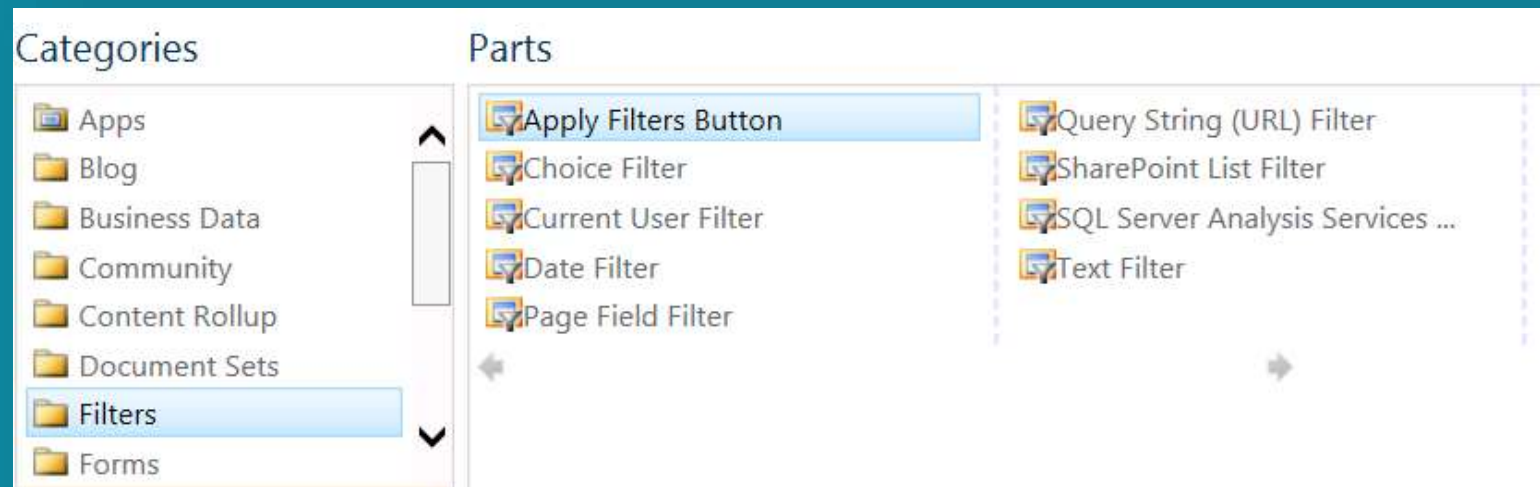 Categories
Apps
Blog
Business Data
Community
Content Rollup
Document Sets
Filters
Forms
Parts
Apply Filters Button
Choice Filter
Current User Filter
Date Filter
Page Field Filter
Query String (URL) Filter
SharePoint List Filter
SQL Server Analysis Services ...
Text Filter